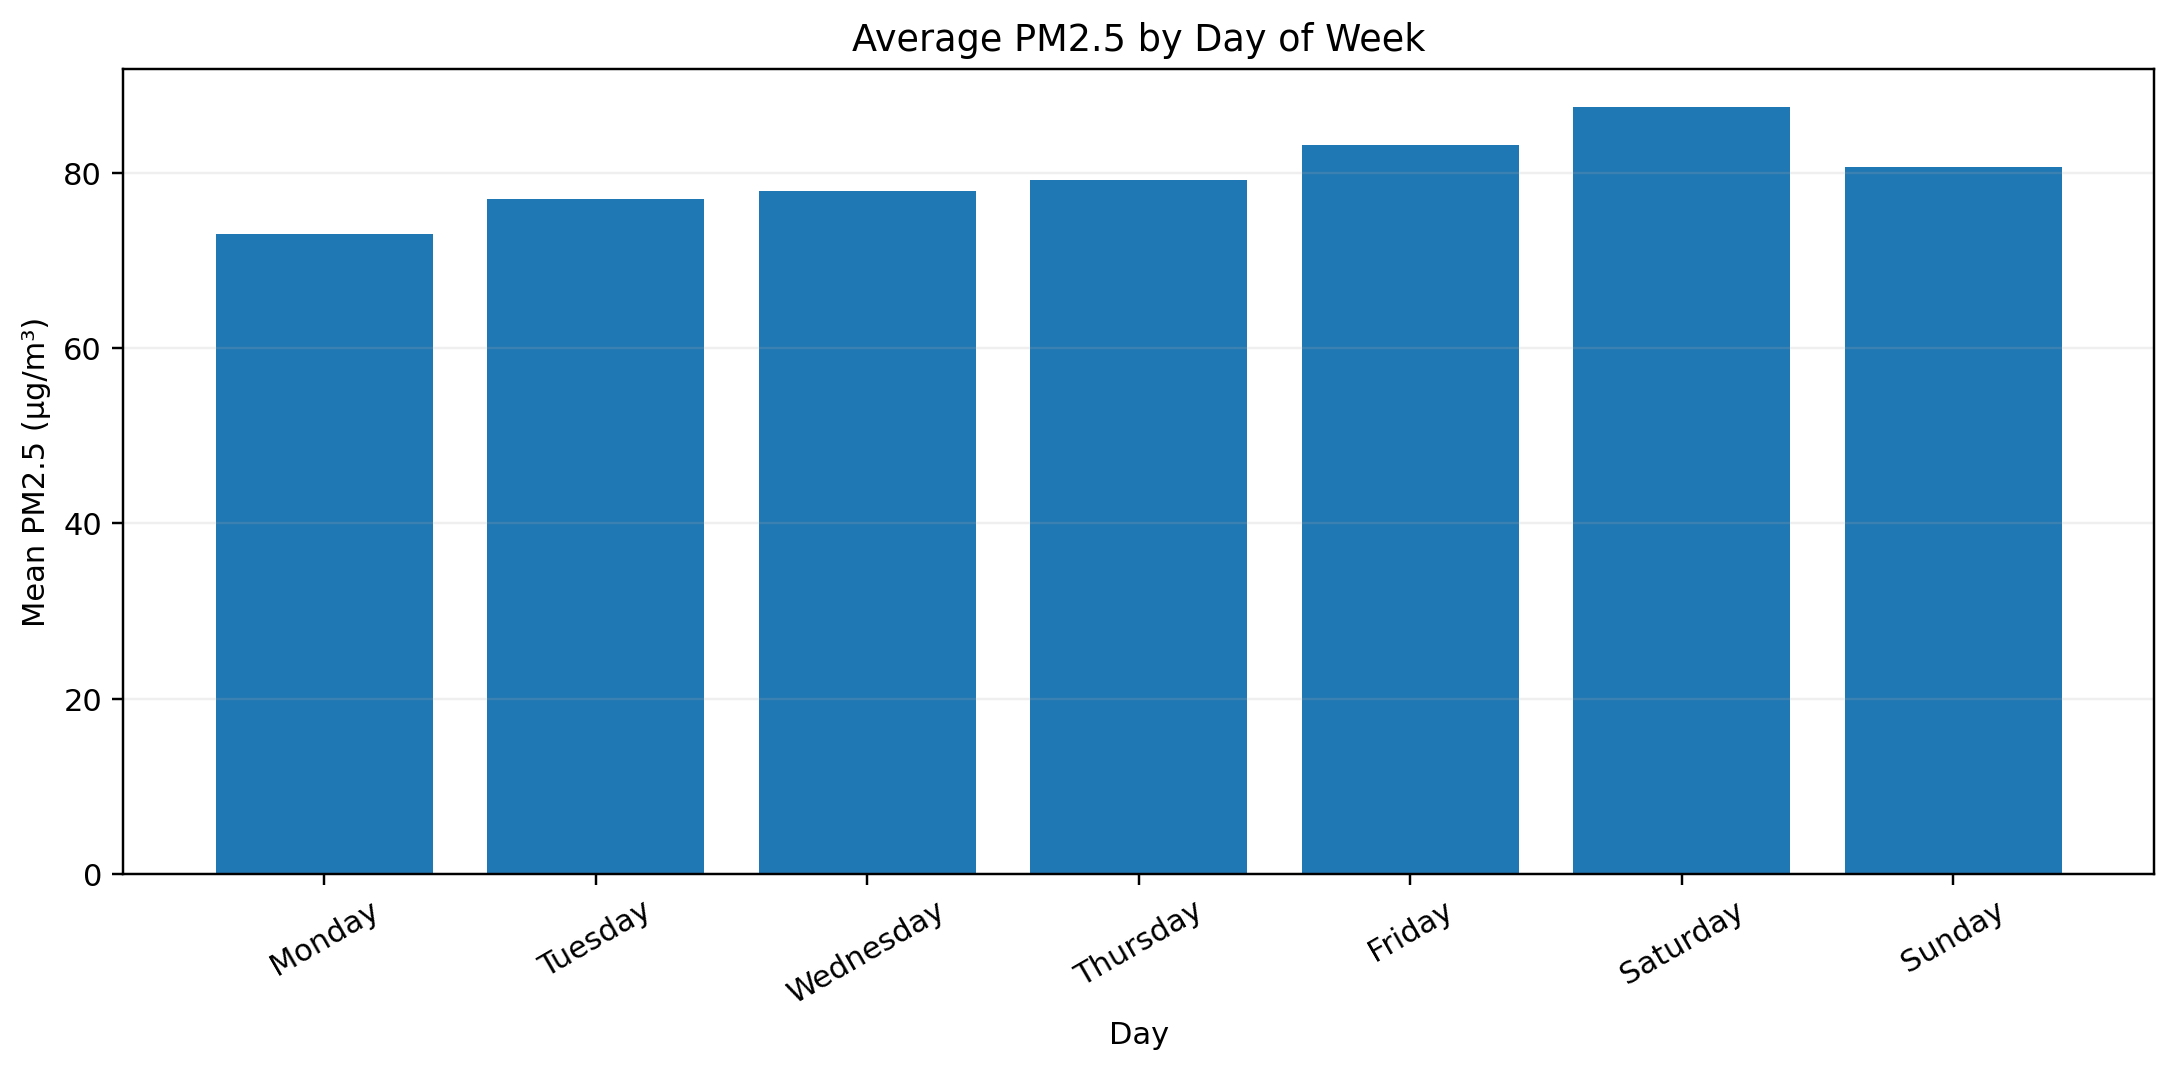 Average PM2.5 by Day of Week
Mean PM2.5 (µg/m³)
80
60
40
20
0
Monday
Tuesday
Wednesday
Thursday
Friday
Saturday
Sunday
Day